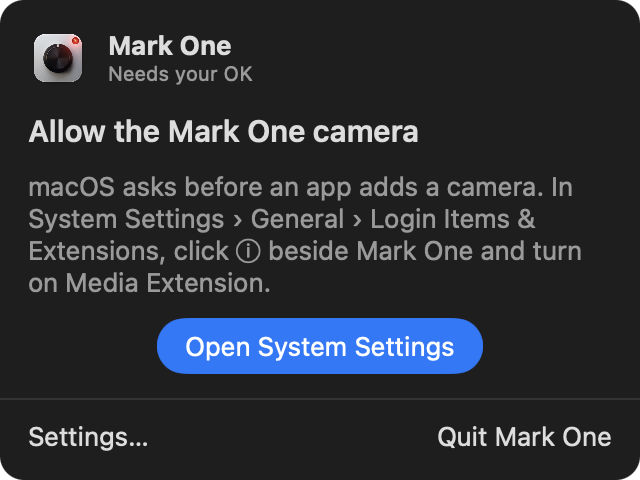 Mark One
Needs your OK
Allow the Mark One camera
macOS asks before an app adds a camera. In
System Settings › General › Login Items &
Extensions, click ⓘ beside Mark One and turn
on Media Extension.
Open System Settings
Settings...
Quit Mark One